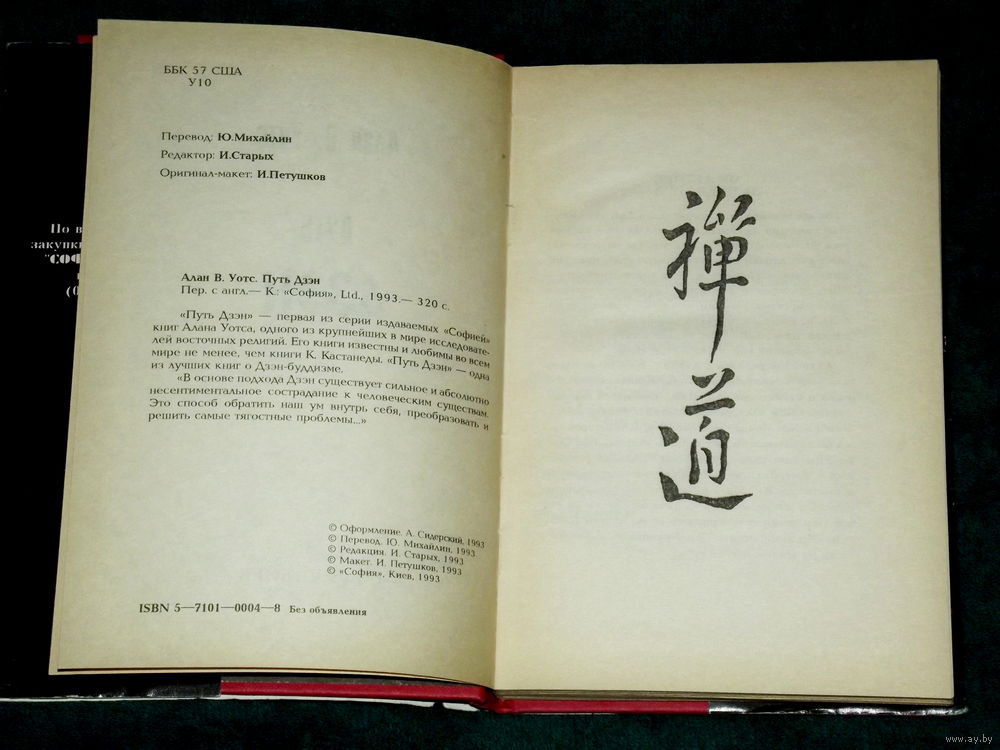 ББК 57 США
У10
Перевод: Ю.Михайлин
Редактор: И.Старых
Оригинал-макет: И.Петушков
Алан В. Уотс. Путь Дзэн
Пер. с англ.— К.: «София», Ltd., 1993.— 320 с.
«Путь Дзэн» — первая из серии издаваемых «Софией»
книг Алана Уотса, одного из крупнейших в мире исследовате-
лей восточных религий. Его книги известны и любимы во всем
мире не менее, чем книги К. Кастанеды. «Путь Дзэн» — одна
из лучших книг о Дзэн-буддизме.
«В основе подхода Дзэн существует сильное и абсолютно
несентиментальное сострадание к человеческим существам.
Это способ обратить наш ум внутрь себя, преобразовать и
решить самые тягостные проблемы...»
© Оформление. А. Сидерский, 1993
© Перевод. Ю. Михайлин, 1993
© Редакция. И. Старых, 1993
© Макет. И. Петушков, 1993
© «София», Киев, 1993
ISBN 5—7101—0004—8 Без объявления
禅
道
По в
закупк
"СОФ
(0
www.ay.by